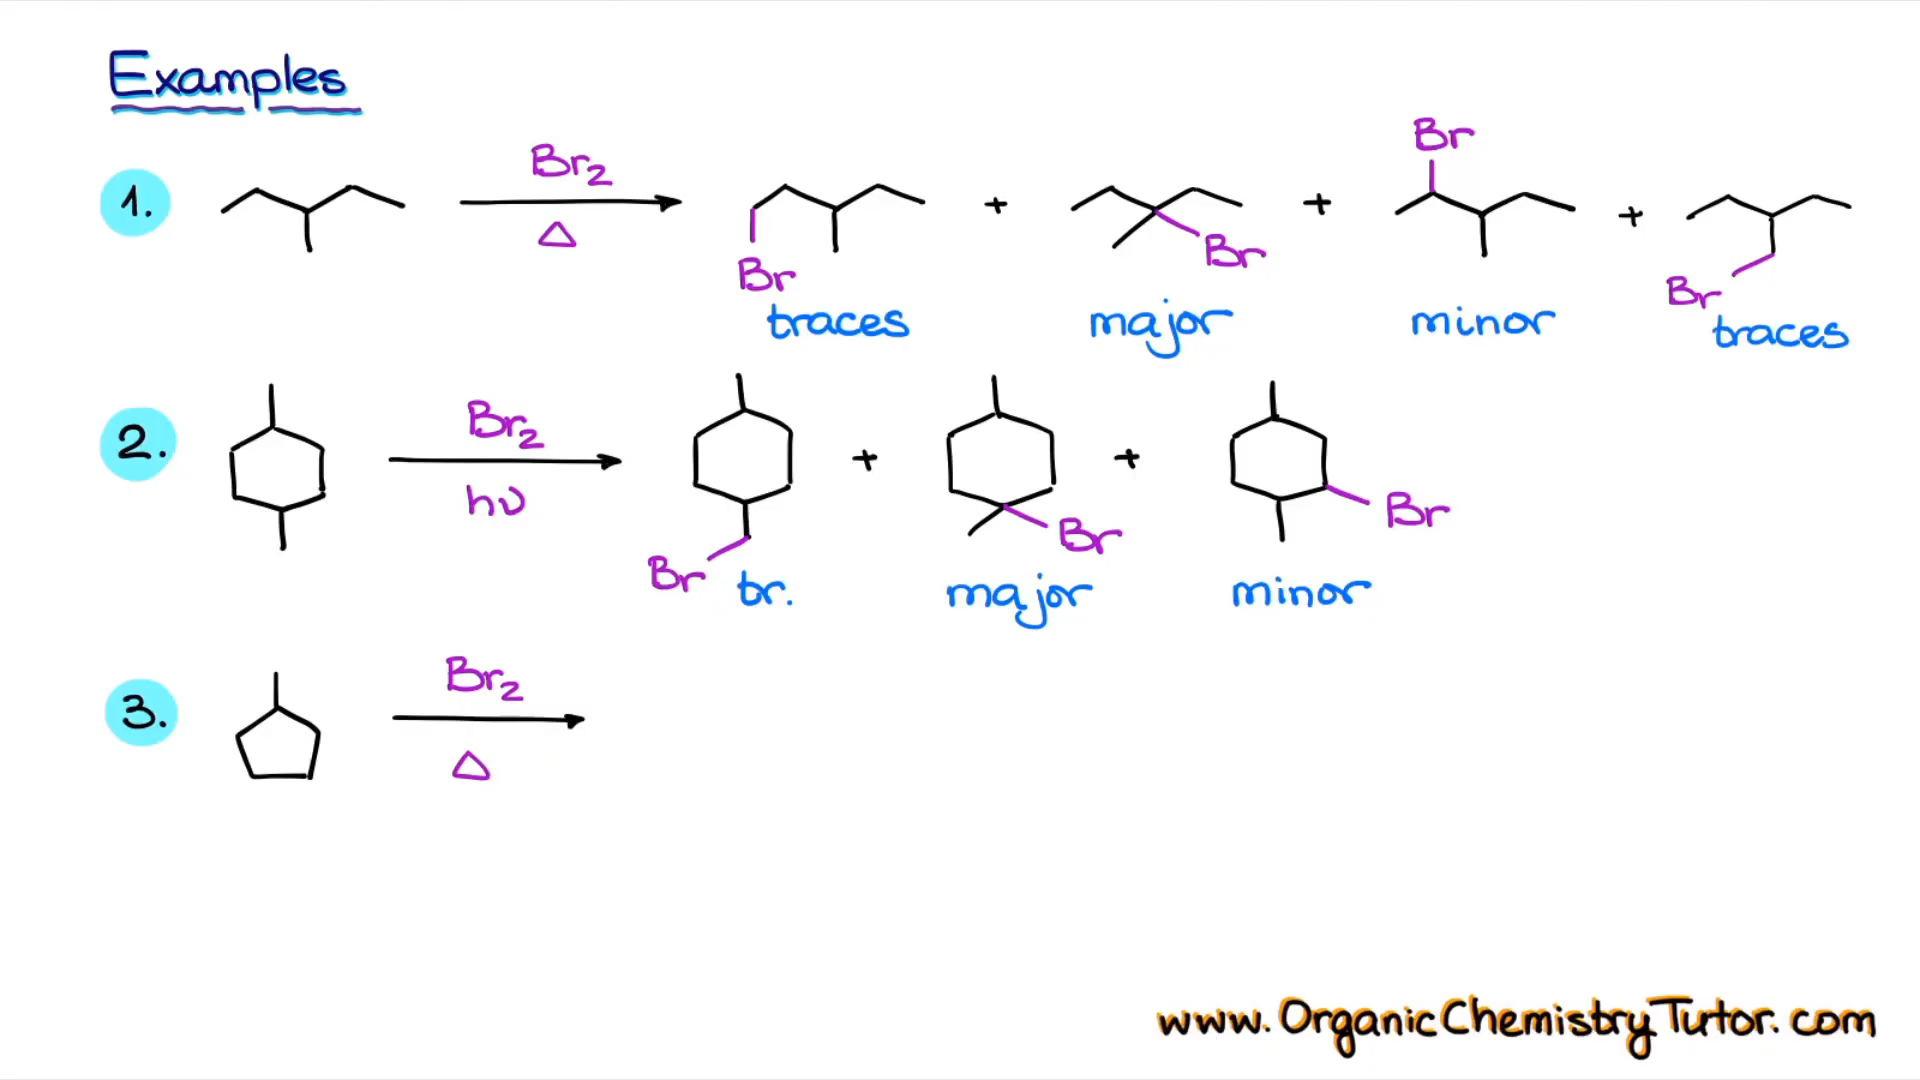 Examples
1. Br₂ Δ Br + Br + Br + Br
traces major minor traces
2. Br₂ hν Br + Br + Br
tr. major minor
3. Br₂ Δ
www.OrganicChemistryTutor.com